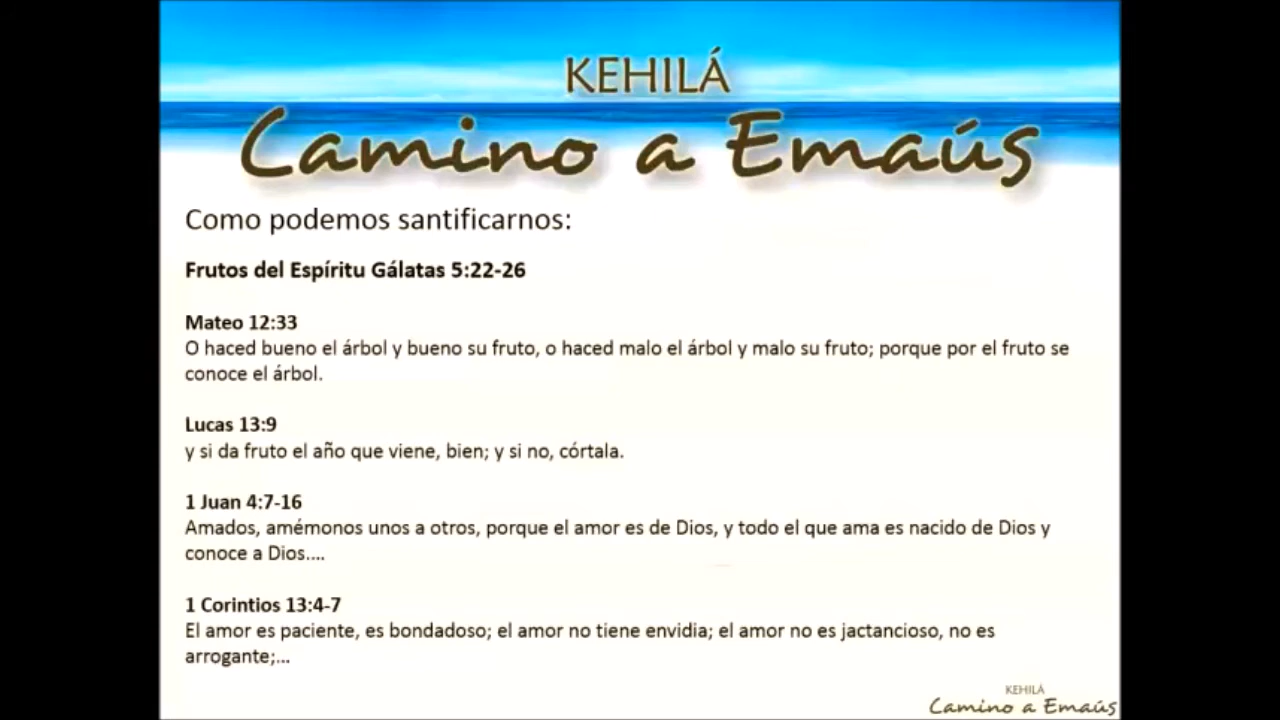 KEHILÁ
Camino a Emaús
Como podemos santificarnos:
Frutos del Espíritu Gálatas 5:22-26
Mateo 12:33
O haced bueno el árbol y bueno su fruto, o haced malo el árbol y malo su fruto; porque por el fruto se
conoce el árbol.
Lucas 13:9
y si da fruto el año que viene, bien; y si no, córtala.
1 Juan 4:7-16
Amados, amémonos unos a otros, porque el amor es de Dios, y todo el que ama es nacido de Dios y
conoce a Dios....
1 Corintios 13:4-7
El amor es paciente, es bondadoso; el amor no tiene envidia; el amor no es jactancioso, no es
arrogante;...
KEHILÁ
Camino a Emaús